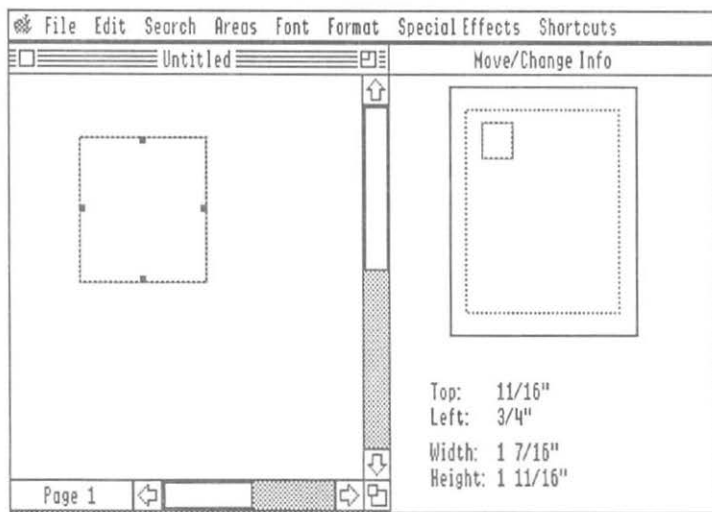 File Edit Search Areas Font Format Special Effects Shortcuts
Untitled
Move/Change Info
Top: 11/16"
Left: 3/4"
Width: 1 7/16"
Height: 1 11/16"
Page 1